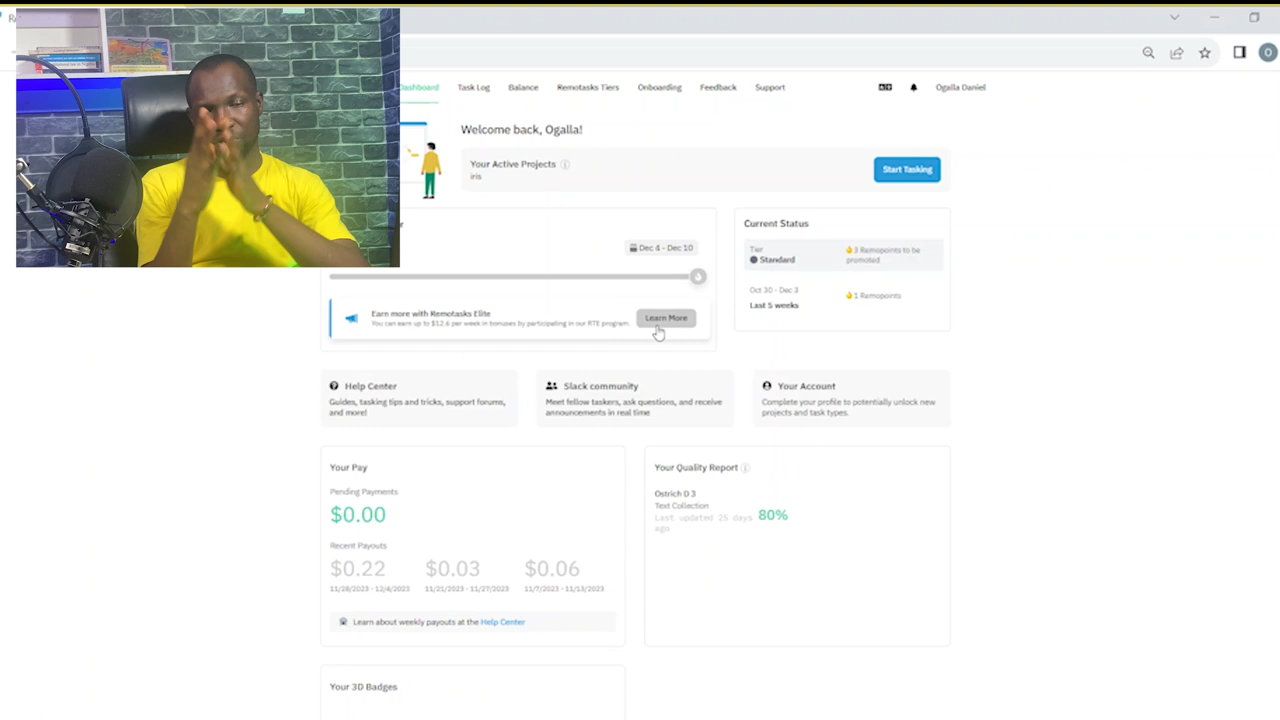 Dashboard
Task Log
Balance
Remotasks Tiers
Onboarding
Feedback
Support
Ogalla Daniel
O
Welcome back, Ogalla!
Your Active Projects
iris
Start Tasking
Dec 4 - Dec 10
Earn more with Remotasks Elite
You can earn up to $12.6 per week in bonuses by participating in our RTE program.
Learn More
Current Status
Tier
Standard
3 Remopoints to be
promoted
Oct 30 - Dec 3
Last 5 weeks
1 Remopoints
Help Center
Guides, tasking tips and tricks, support forums,
and more!
Slack community
Meet fellow taskers, ask questions, and receive
announcements in real time
Your Account
Complete your profile to potentially unlock new
projects and task types.
Your Pay
Pending Payments
$0.00
Recent Payouts
$0.22
$0.03
$0.06
11/28/2023 - 12/4/2023
11/21/2023 - 11/27/2023
11/7/2023 - 11/13/2023
Learn about weekly payouts at the Help Center
Your Quality Report
Ostrich D 3
Text Collection
Last updated 25 days
ago
80%
Your 3D Badges